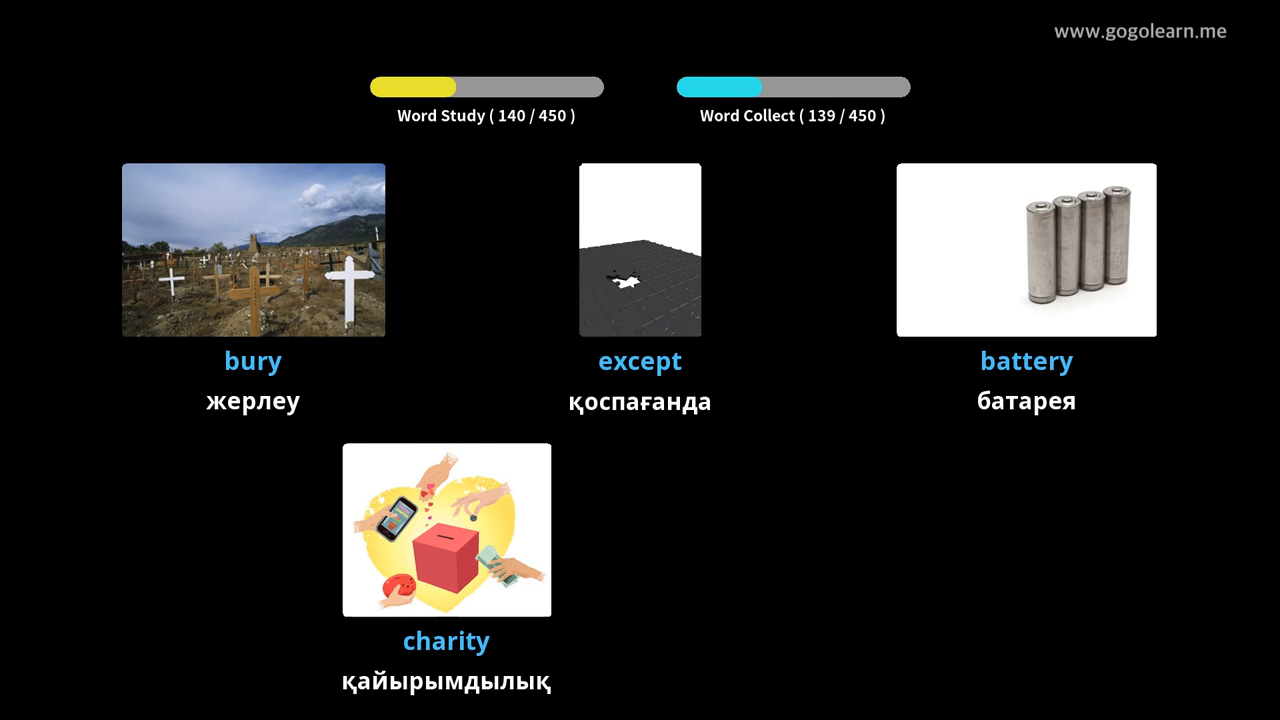 www.gogolearn.me
Word Study ( 140 / 450 )
Word Collect ( 139 / 450 )
bury
жерлеу
except
қоспағанда
battery
батарея
charity
қайырымдылық